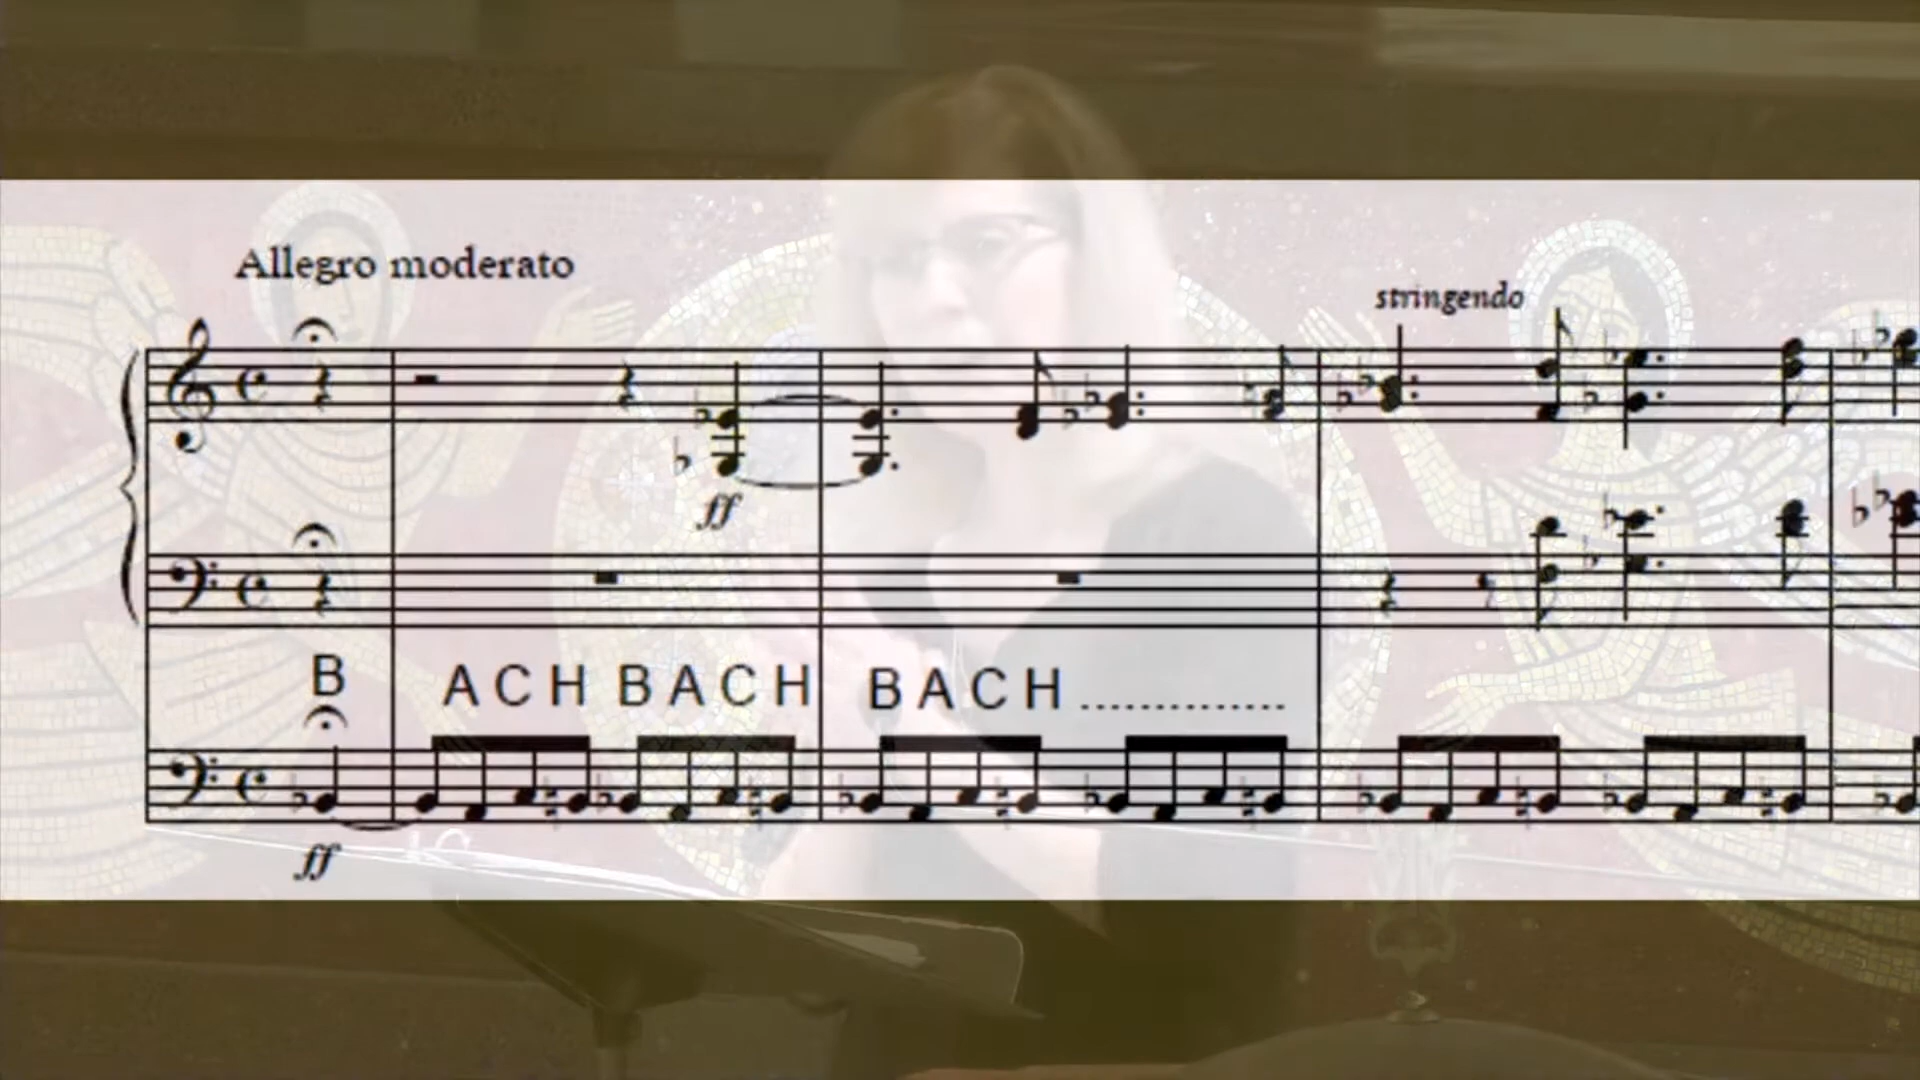 Allegro moderato
stringendo
ff
B ACH BACH BACH ..............
ff